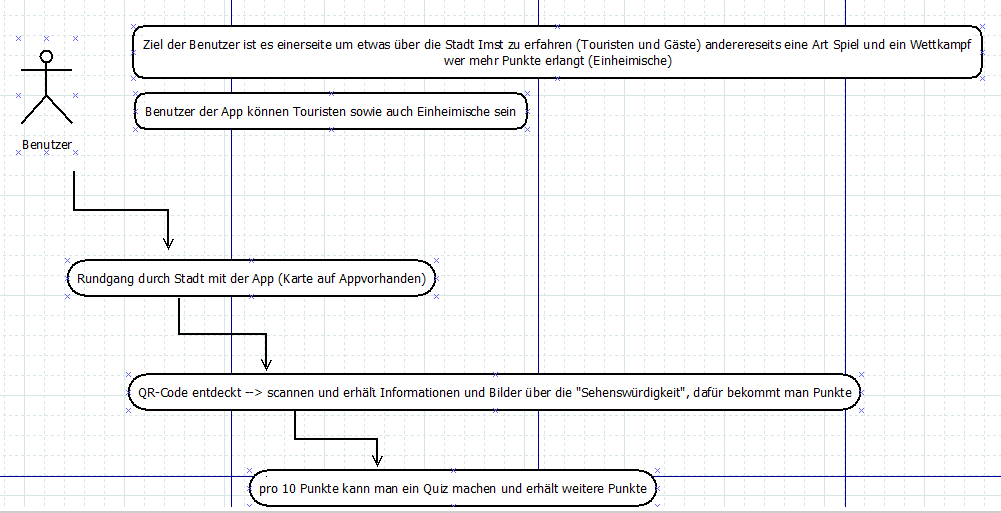 Ziel der Benutzer ist es einerseite um etwas über die Stadt Imst zu erfahren (Touristen und Gäste) anderereseits eine Art Spiel und ein Wettkampf
wer mehr Punkte erlangt (Einheimische)
Benutzer der App können Touristen sowie auch Einheimische sein
Benutzer
Rundgang durch Stadt mit der App (Karte auf Appvorhanden)
QR-Code entdeckt --> scannen und erhält Informationen und Bilder über die "Sehenswürdigkeit", dafür bekommt man Punkte
pro 10 Punkte kann man ein Quiz machen und erhält weitere Punkte